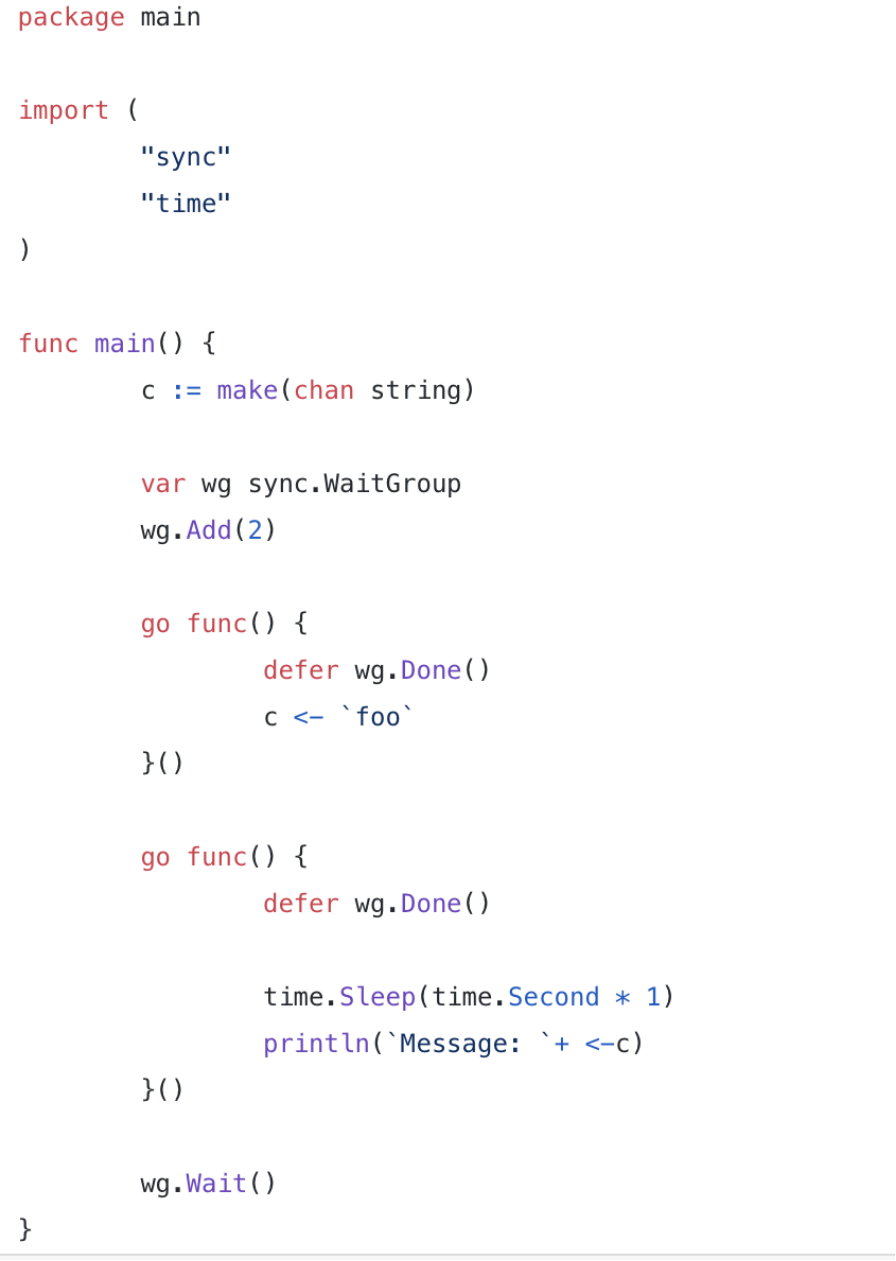 package main
import (
"sync"
"time"
)
func main() {
c := make(chan string)
var wg sync.WaitGroup
wg.Add(2)
go func() {
defer wg.Done()
c <- `foo`
}()
go func() {
defer wg.Done()
time.Sleep(time.Second * 1)
println(`Message: `+ <-c)
}()
wg.Wait()
}